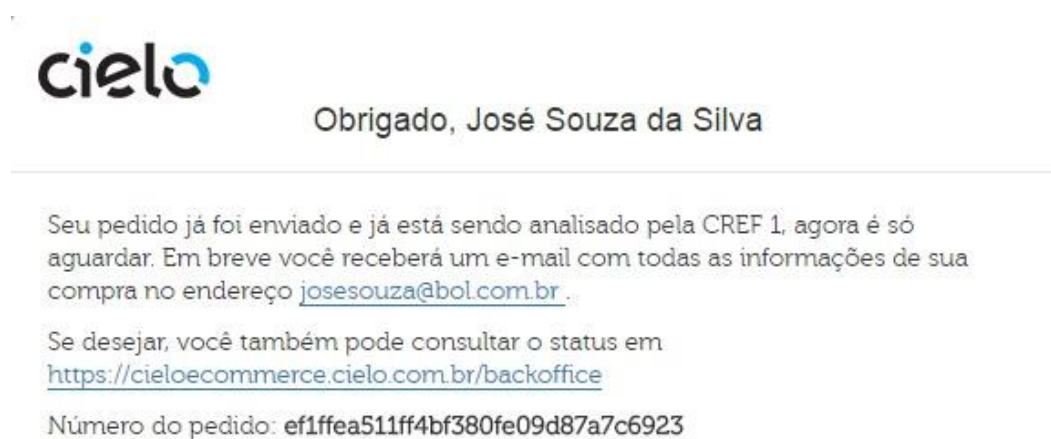 cielo
Obrigado, José Souza da Silva
Seu pedido já foi enviado e já está sendo analisado pela CREF 1, agora é só
aguardar. Em breve você receberá um e-mail com todas as informações de sua
compra no endereço josesouza@bol.com.br .
Se desejar, você também pode consultar o status em
https://cieloecommerce.cielo.com.br/backoffice
Número do pedido: ef1ffea511ff4bf380fe09d87a7c6923